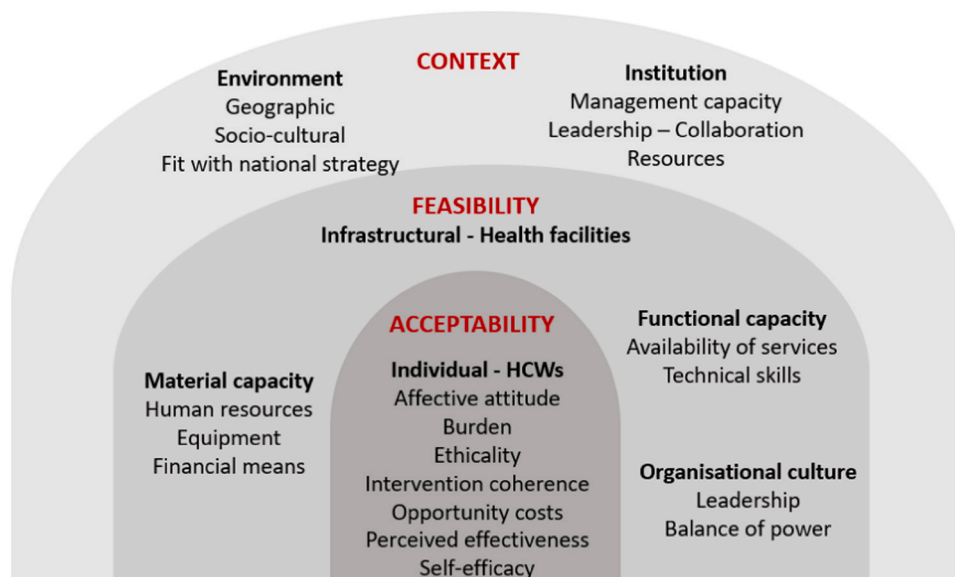 CONTEXT
Environment
Geographic
Socio-cultural
Fit with national strategy
Institution
Management capacity
Leadership – Collaboration
Resources
FEASIBILITY
Infrastructural - Health facilities
Material capacity
Human resources
Equipment
Financial means
ACCEPTABILITY
Individual - HCWs
Affective attitude
Burden
Ethicality
Intervention coherence
Opportunity costs
Perceived effectiveness
Self-efficacy
Functional capacity
Availability of services
Technical skills
Organisational culture
Leadership
Balance of power